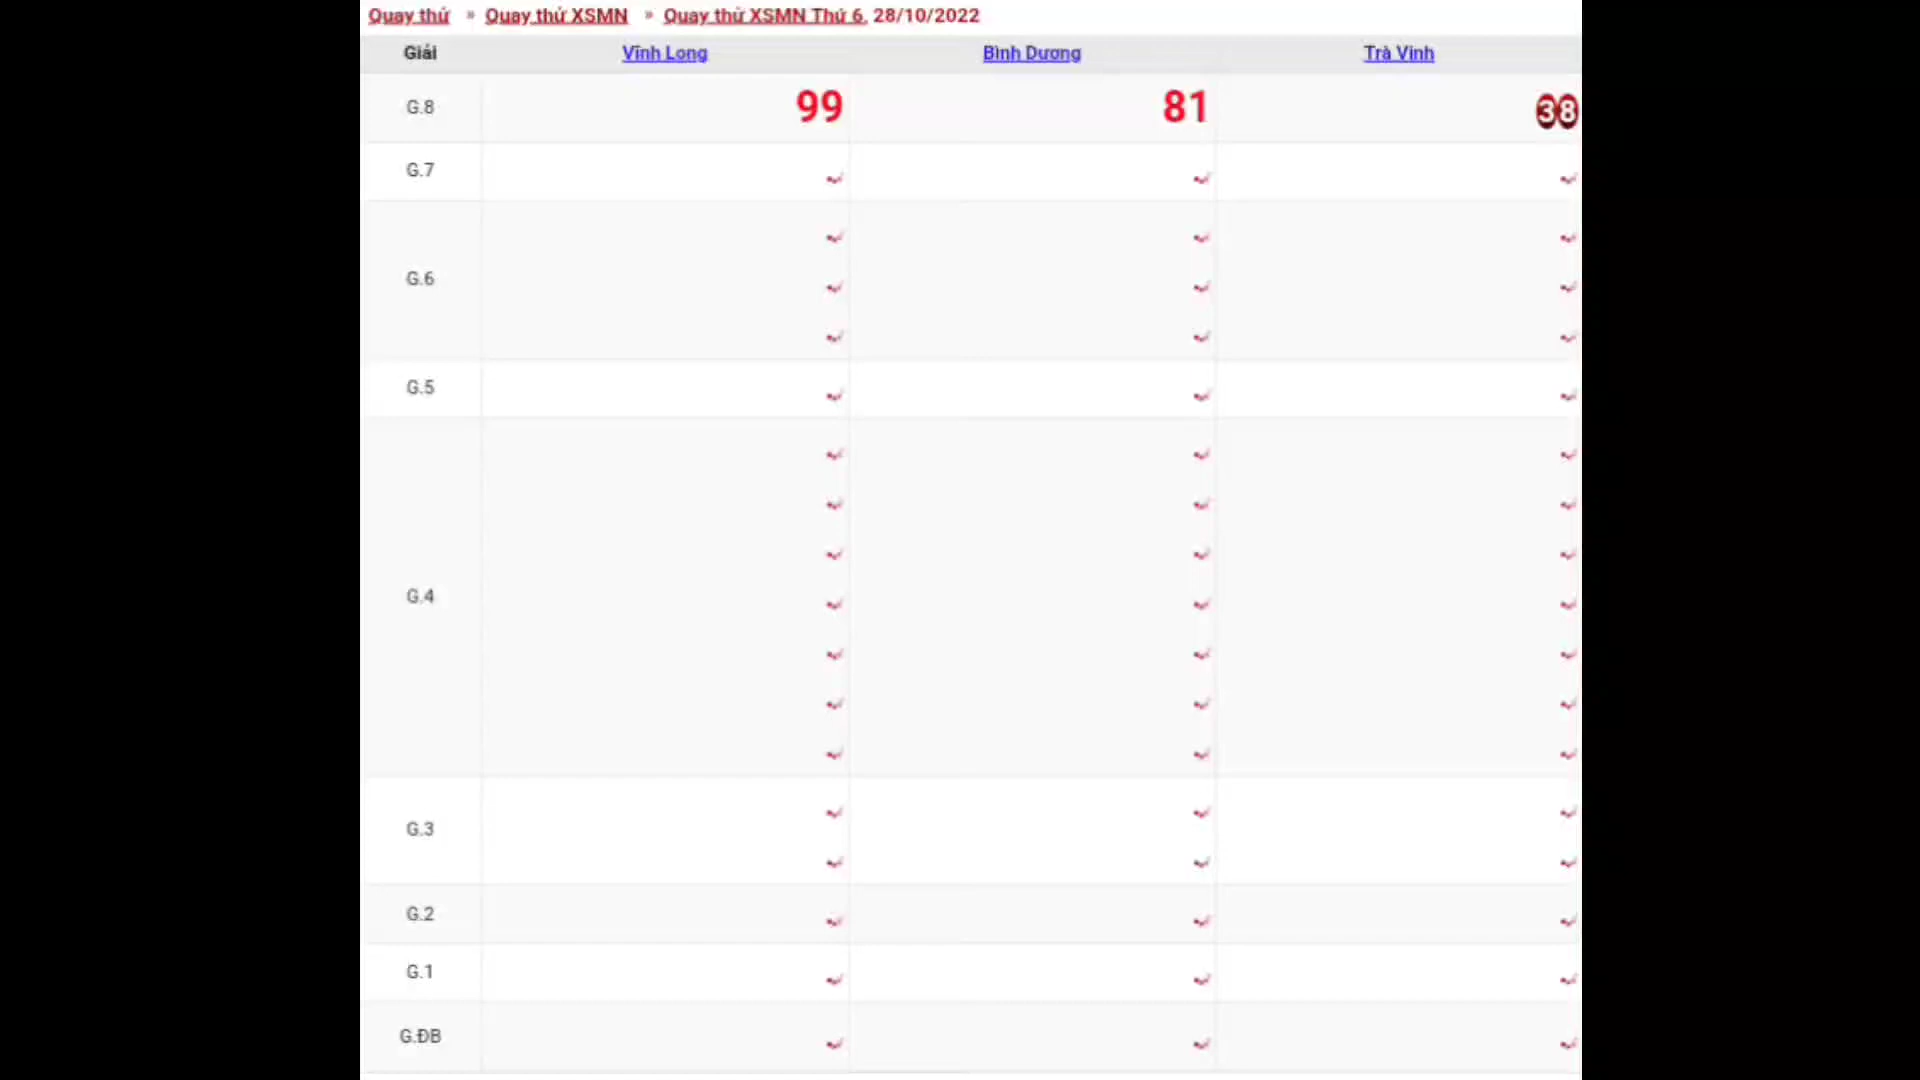 Quay thử » Quay thử XSMN » Quay thử XSMN Thứ 6, 28/10/2022
Giải Vĩnh Long Bình Dương Trà Vinh
G.8 99 81 38
G.7
G.6
G.5
G.4
G.3
G.2
G.1
G.ĐB